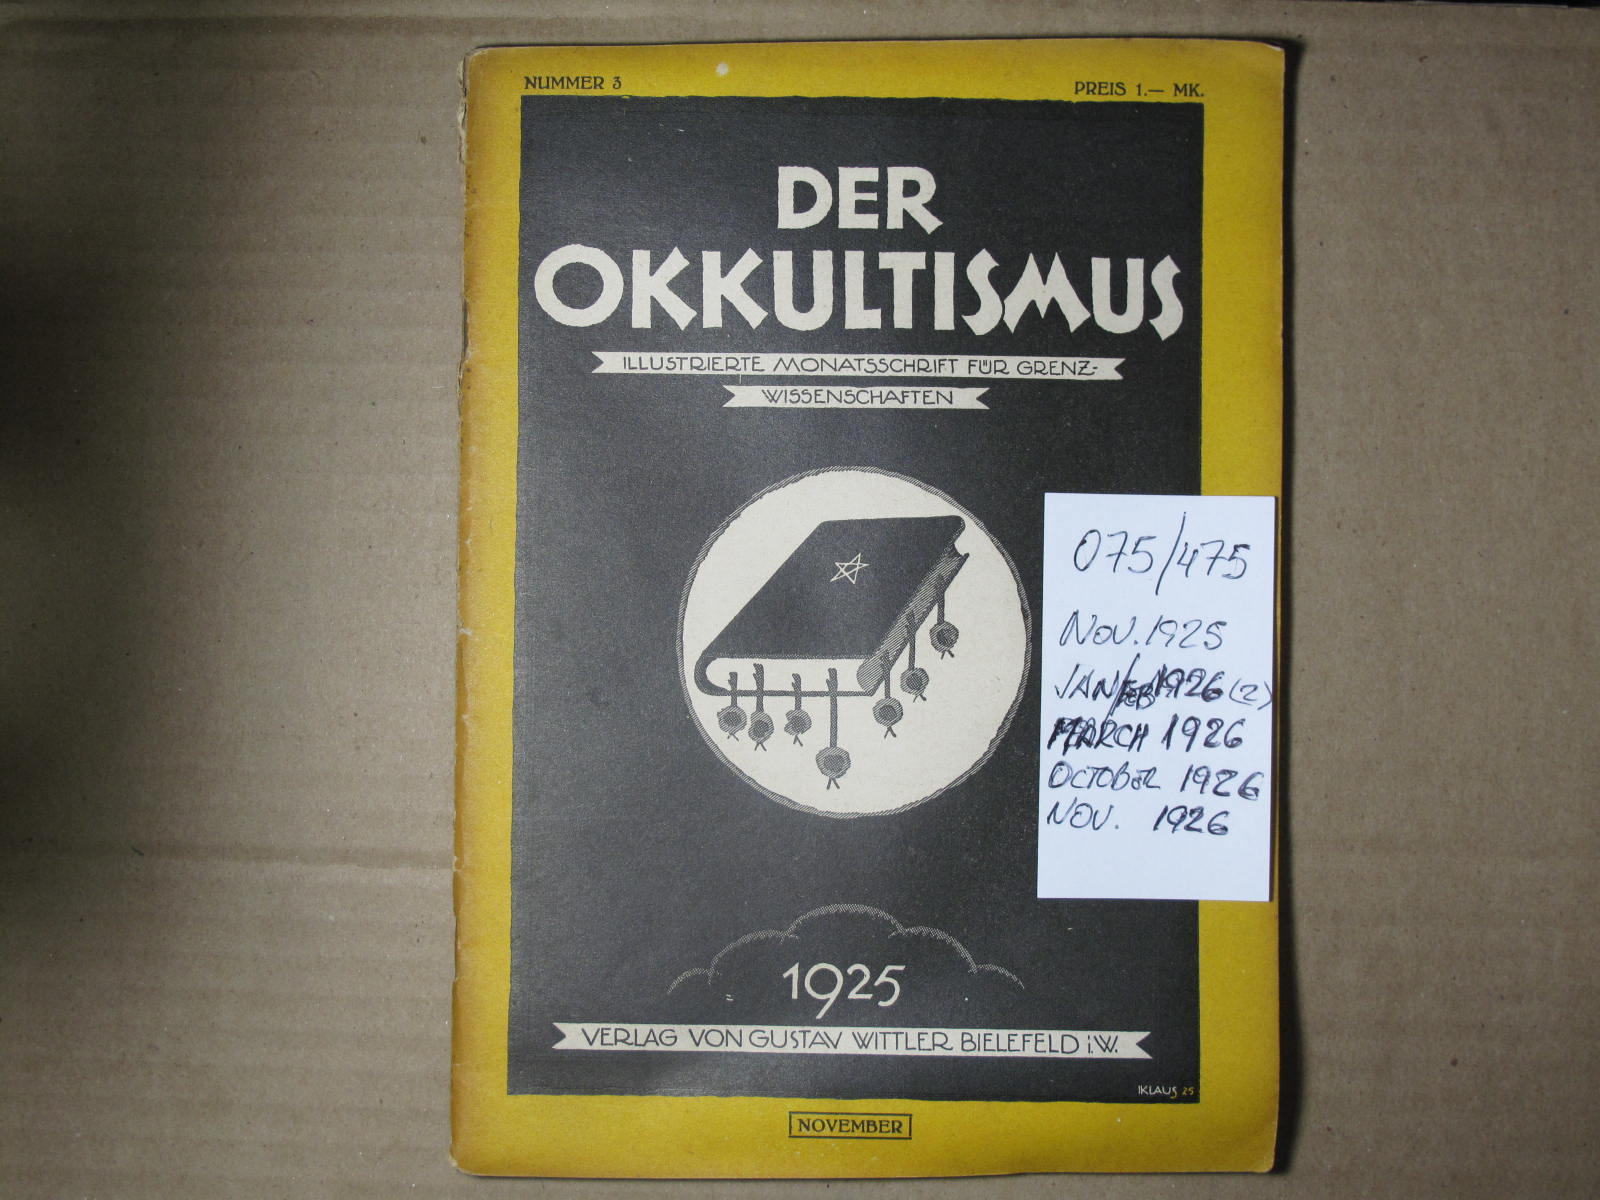 NUMMER 3
PREIS 1.— MK.
DER
OKKULTISMUS
ILLUSTRIERTE MONATSSCHRIFT FÜR GRENZ-
WISSENSCHAFTEN
075/475
NOV. 1925
JAN/FEB 1926 (2)
MARCH 1926
OCTOBER 1926
NOV. 1926
1925
VERLAG VON GUSTAV WITTLER BIELEFELD i.W.
KLAUS 25
NOVEMBER